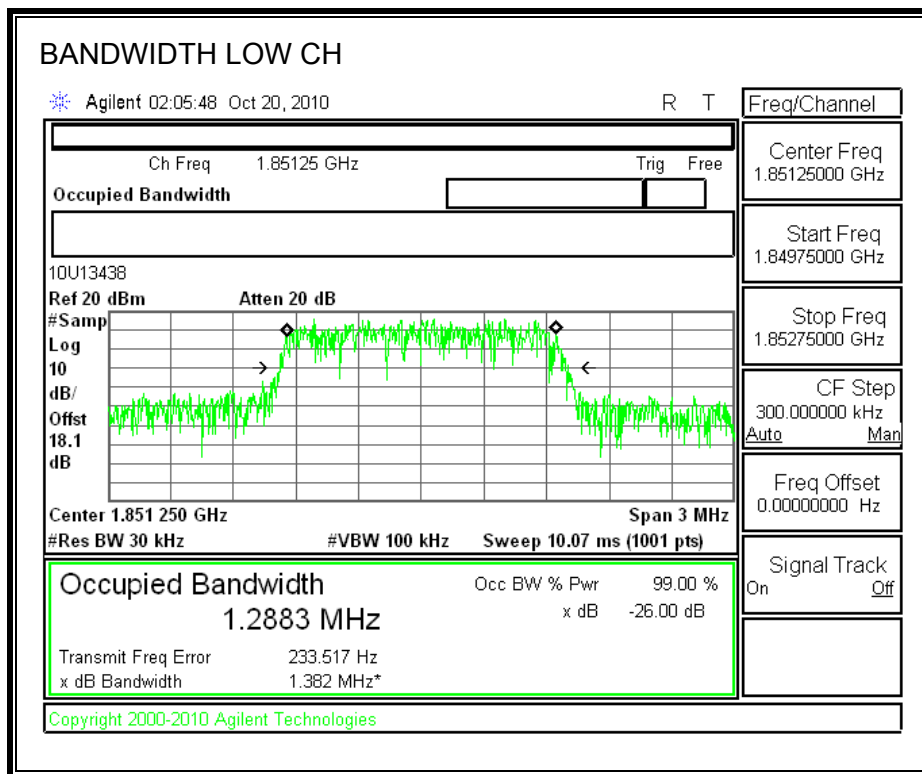 BANDWIDTH LOW CH
Agilent 02:05:48 Oct 20, 2010 R T
Ch Freq 1.85125 GHz Trig Free
Occupied Bandwidth
10U13438
Ref 20 dBm Atten 20 dB
#Samp
Log
10
dB/
Offst
18.1
dB
Center 1.851 250 GHz Span 3 MHz
#Res BW 30 kHz #VBW 100 kHz Sweep 10.07 ms (1001 pts)
Occupied Bandwidth Occ BW % Pwr 99.00 %
1.2883 MHz x dB -26.00 dB
Transmit Freq Error 233.517 Hz
x dB Bandwidth 1.382 MHz*
Copyright 2000-2010 Agilent Technologies
Freq/Channel
Center Freq
1.85125000 GHz
Start Freq
1.84975000 GHz
Stop Freq
1.85275000 GHz
CF Step
300.000000 kHz
Auto Man
Freq Offset
0.00000000 Hz
Signal Track
On Off